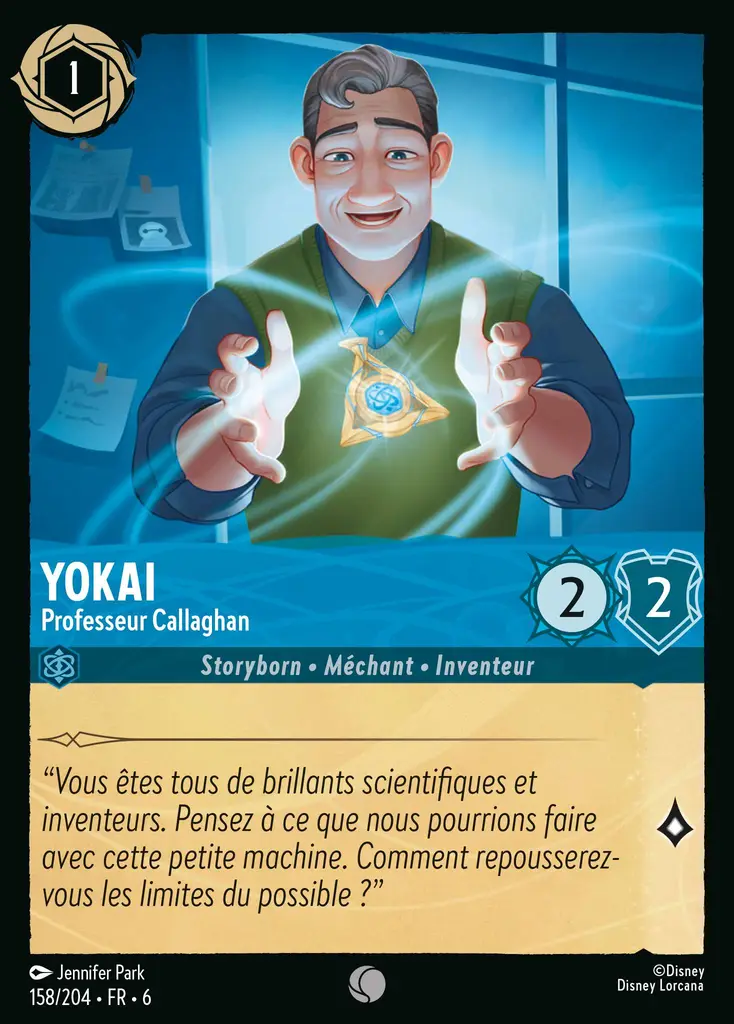 1
YOKAI
Professeur Callaghan
2
2
Storyborn • Méchant • Inventeur
“Vous êtes tous de brillants scientifiques et
inventeurs. Pensez à ce que nous pourrions faire
avec cette petite machine. Comment repousserez-
vous les limites du possible ?”
Jennifer Park
158/204 • FR • 6
©Disney
Disney Lorcana